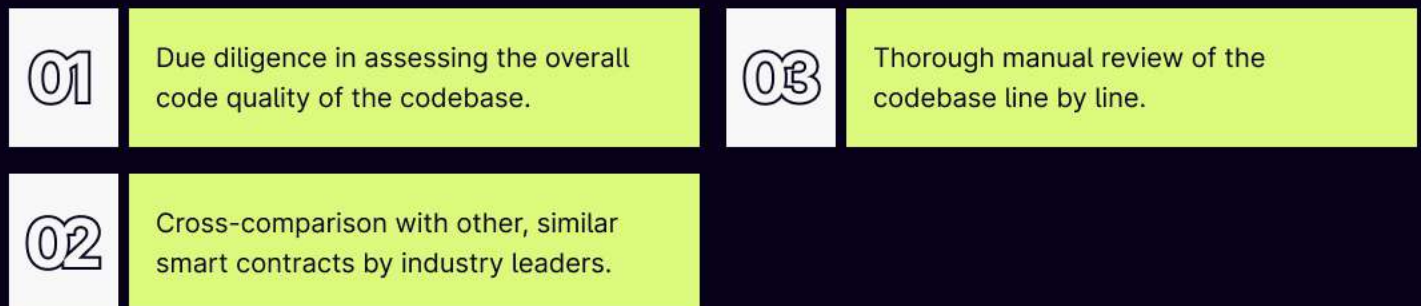 01
Due diligence in assessing the overall
code quality of the codebase.
02
Cross-comparison with other, similar
smart contracts by industry leaders.
03
Thorough manual review of the
codebase line by line.